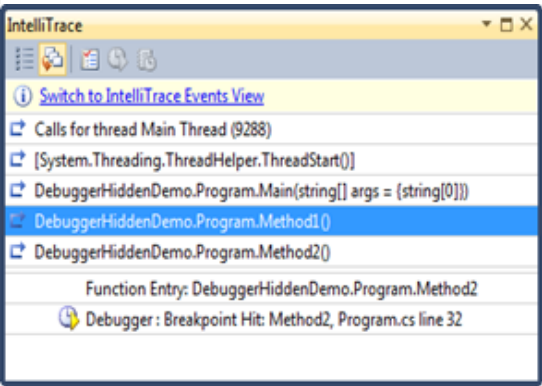 IntelliTrace
Switch to IntelliTrace Events View
Calls for thread Main Thread (9288)
[System.Threading.ThreadHelper.ThreadStart()]
DebuggerHiddenDemo.Program.Main(string[] args = {string[0]})
DebuggerHiddenDemo.Program.Method1()
DebuggerHiddenDemo.Program.Method2()
Function Entry: DebuggerHiddenDemo.Program.Method2
Debugger : Breakpoint Hit: Method2, Program.cs line 32